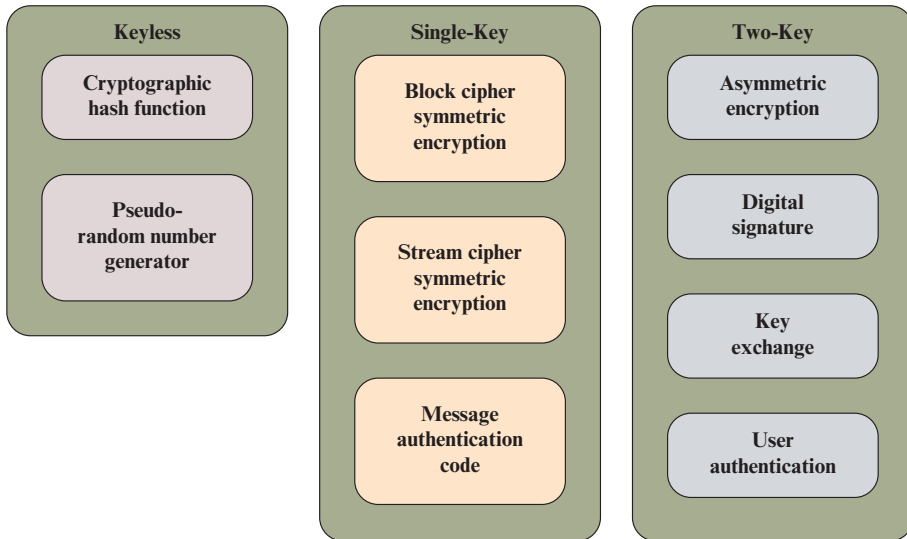 Keyless
Cryptographic
hash function
Pseudo-
random number
generator
Single-Key
Block cipher
symmetric
encryption
Stream cipher
symmetric
encryption
Message
authentication
code
Two-Key
Asymmetric
encryption
Digital
signature
Key
exchange
User
authentication